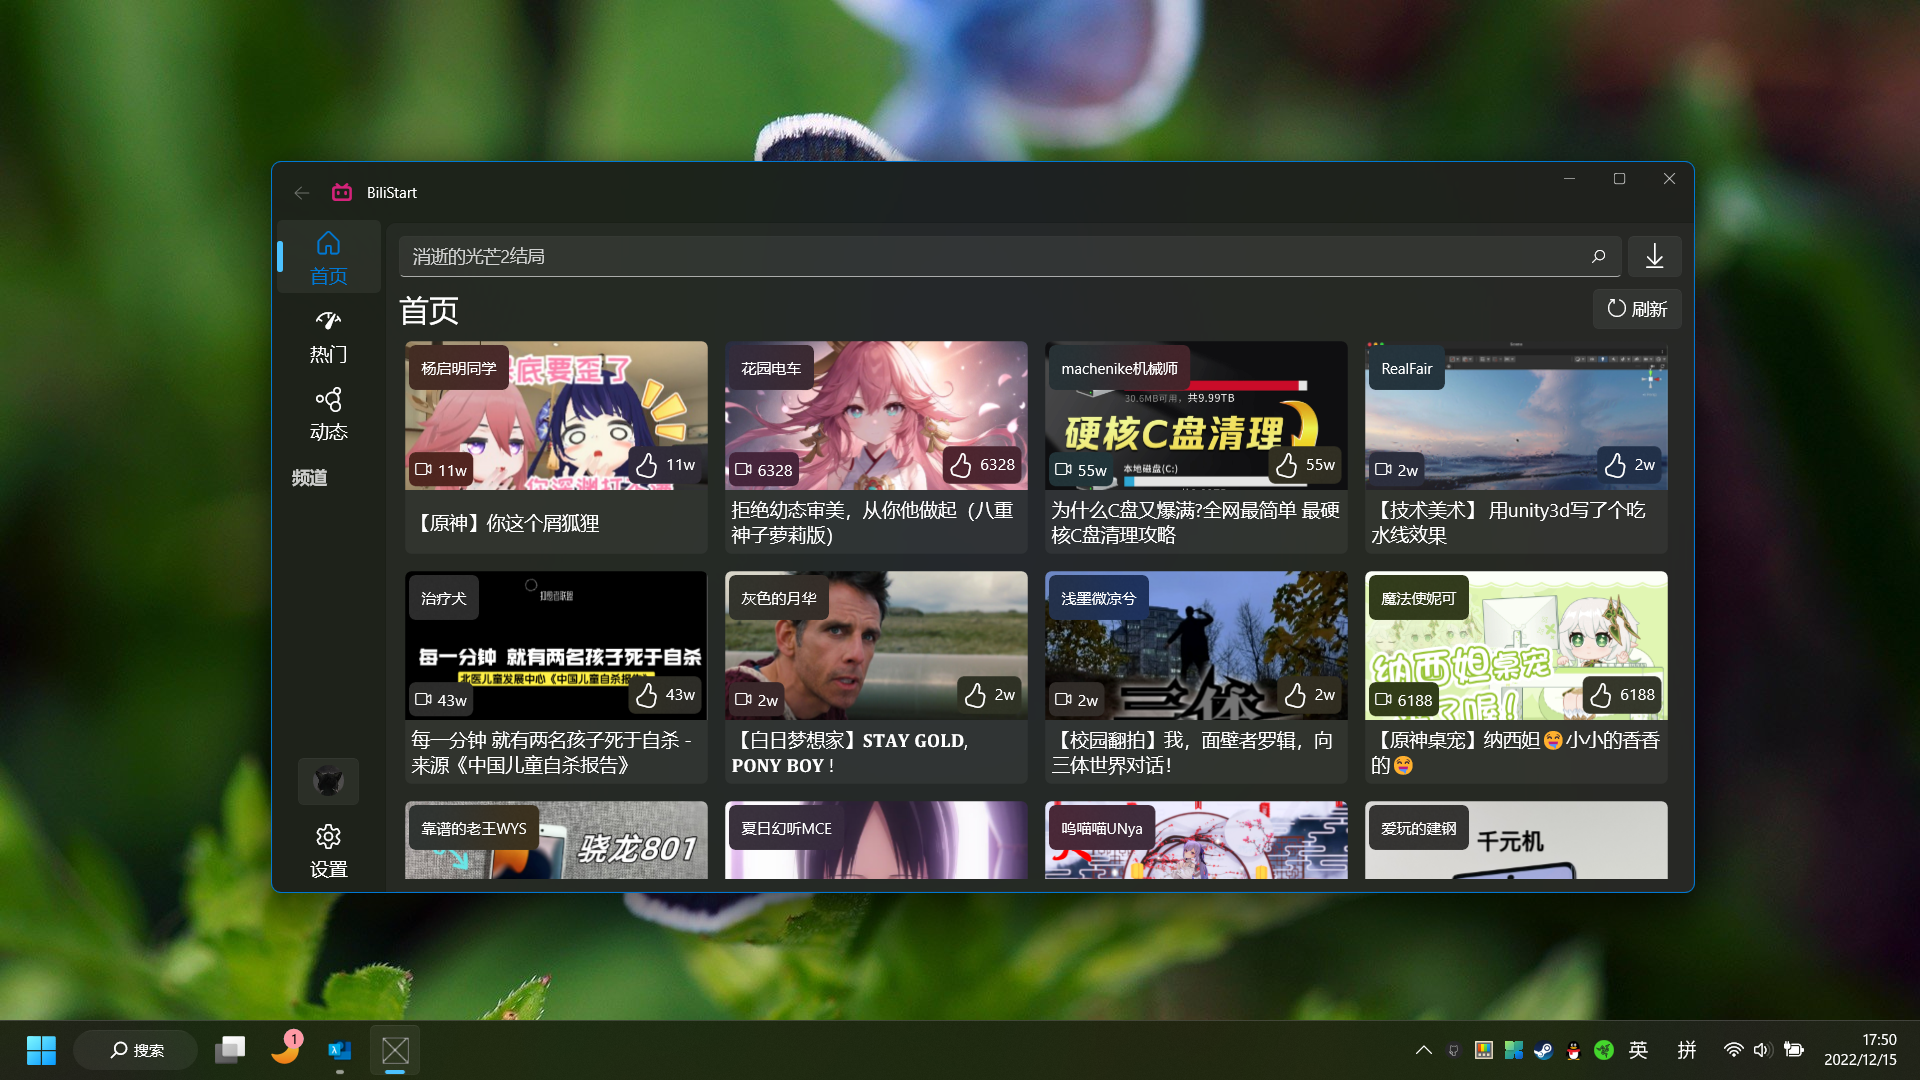 BiliStart
首页
热门
动态
频道
设置
消逝的光芒2结局
首页
刷新
杨启明同学
底要歪了
11w
11w
【原神】你这个屑狐狸
花园电车
6328
6328
拒绝幼态审美，从你他做起（八重
神子萝莉版）
machenike机械师
30.6MB可用，共9.99TB
硬核C盘清理
本地磁盘(C:)
55w
55w
为什么C盘又爆满?全网最简单 最硬
核C盘清理攻略
RealFair
2w
2w
【技术美术】 用unity3d写了个吃
水线效果
治疗犬
每一分钟 就有两名孩子死于自杀
北医儿童发展中心《中国儿童自杀报告》
43w
43w
每一分钟 就有两名孩子死于自杀 -
来源《中国儿童自杀报告》
灰色的月华
2w
2w
【白日梦想家】STAY GOLD,
PONY BOY !
浅墨微凉兮
三体
2w
2w
【校园翻拍】我，面壁者罗辑，向
三体世界对话！
魔法使妮可
纳西妲桌宠
了喔！
6188
6188
【原神桌宠】纳西妲😝小小的香香
的😝
靠谱的老王WYS
骁龙801
夏日幻听MCE
呜喵喵UNya
爱玩的建钢
千元机
搜索
1
英
拼
17:50
2022/12/15